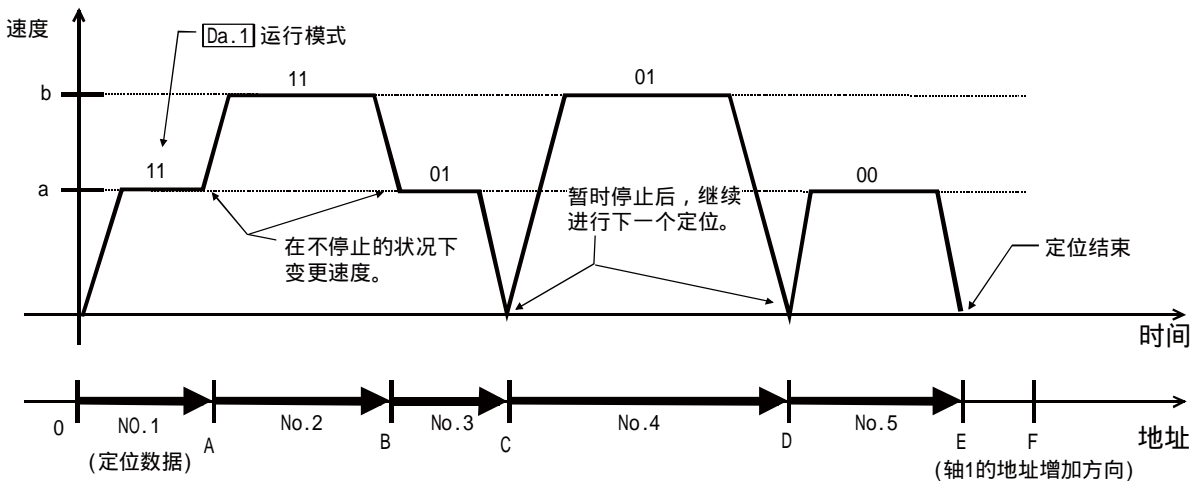 速度
Da.1 运行模式
b
11
01
11
01
00
a
暂时停止后，继续
进行下一个定位。
在不停止的状况下
变更速度。
定位结束
时间
0
NO.1
A
No.2
B
No.3
C
No.4
D
No.5
E
F
地址
(定位数据)
(轴1的地址增加方向)